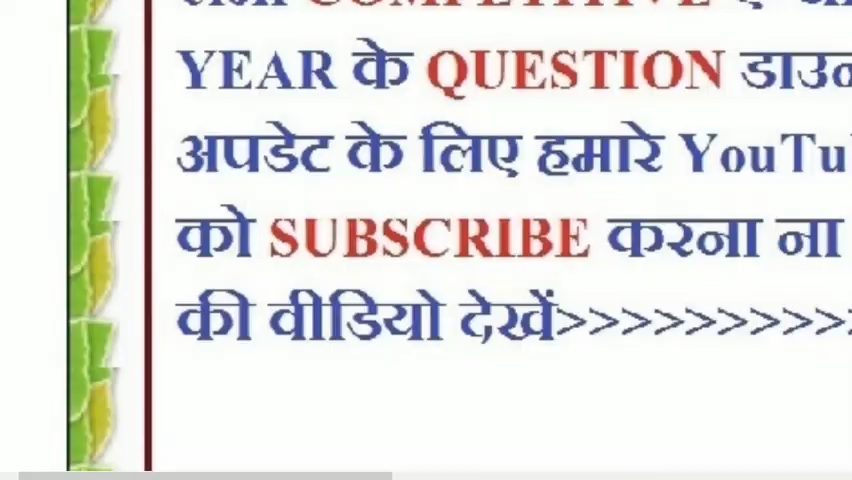 YEAR के QUESTION
अपडेट के लिए हमारे
को SUBSCRIBE करना ना
की वीडियो देखें>>>>>>>>>>